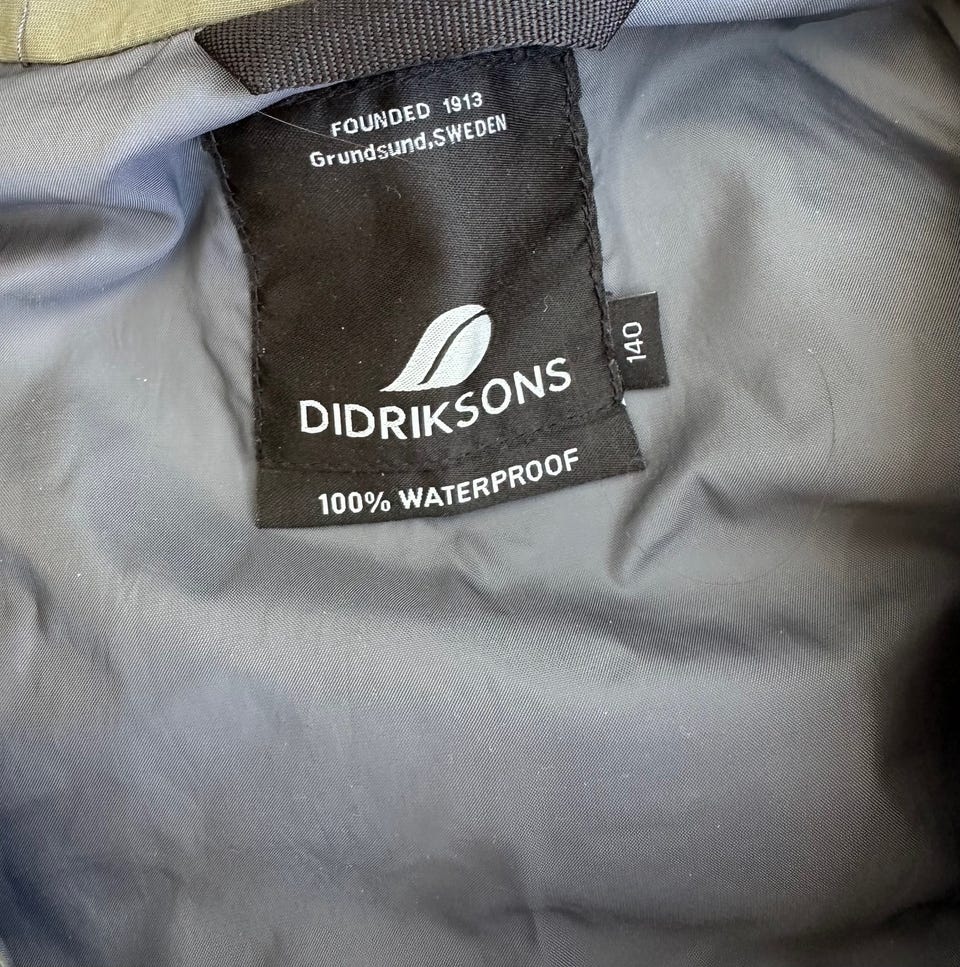 FOUNDED 1913
Grundsund,SWEDEN
DIDRIKSONS
140
100% WATERPROOF